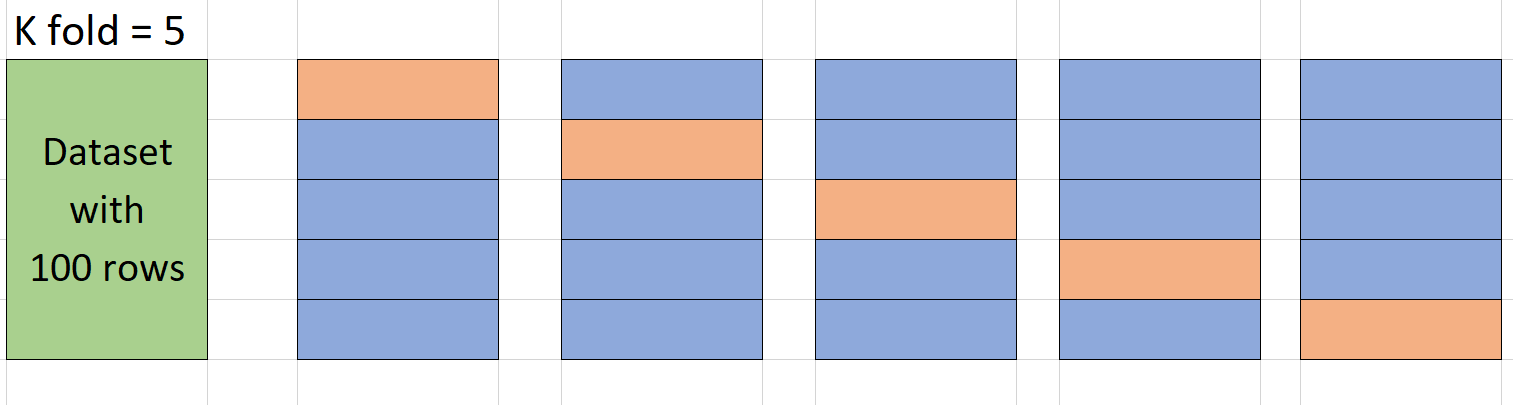 K fold = 5
Dataset
with
100 rows